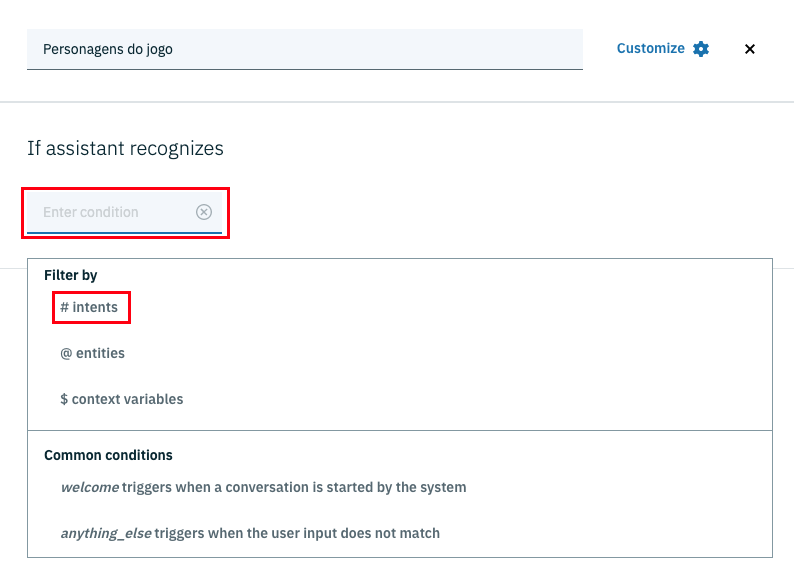 Personagens do jogo
Customize
If assistant recognizes
Enter condition
Filter by
# intents
@ entities
$ context variables
Common conditions
welcome triggers when a conversation is started by the system
anything_else triggers when the user input does not match